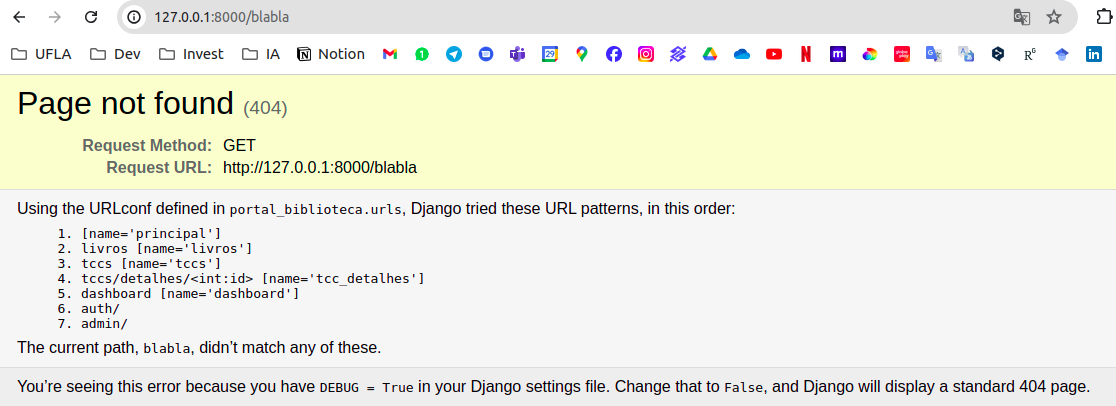 127.0.0.1:8000/blabla
UFLA Dev Invest IA Notion
Page not found (404)
Request Method: GET
Request URL: http://127.0.0.1:8000/blabla
Using the URLconf defined in portal_biblioteca.urls, Django tried these URL patterns, in this order:
1. [name='principal']
2. livros [name='livros']
3. tccs [name='tccs']
4. tccs/detalhes/<int:id> [name='tcc_detalhes']
5. dashboard [name='dashboard']
6. auth/
7. admin/
The current path, blabla, didn’t match any of these.
You’re seeing this error because you have DEBUG = True in your Django settings file. Change that to False, and Django will display a standard 404 page.